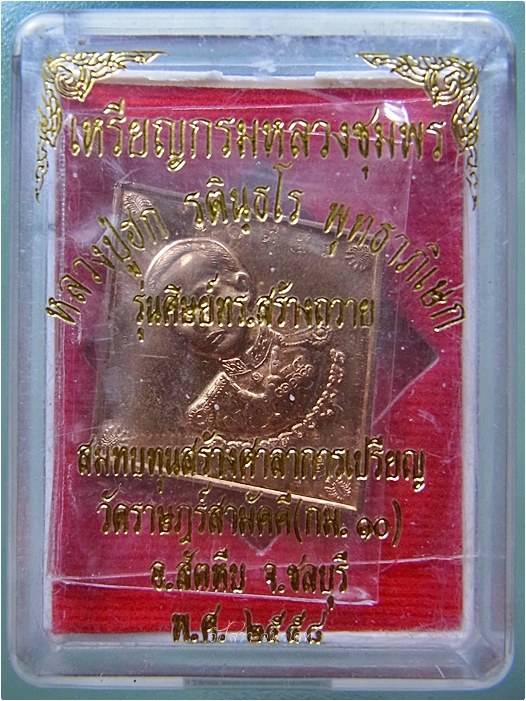 เหรียญกรมหลวงชุมพร
หลวงปู่ฮก รตินฺธโร พุทธาภิเษก
รุ่นศิษย์ทร.สร้างถวาย
สมทบทุนสร้างศาลาการเปรียญ
วัดราษฎร์สามัคคี(กม. ๑๐)
อ.สัตหีบ จ.ชลบุรี
พ.ศ. ๒๕๕๘